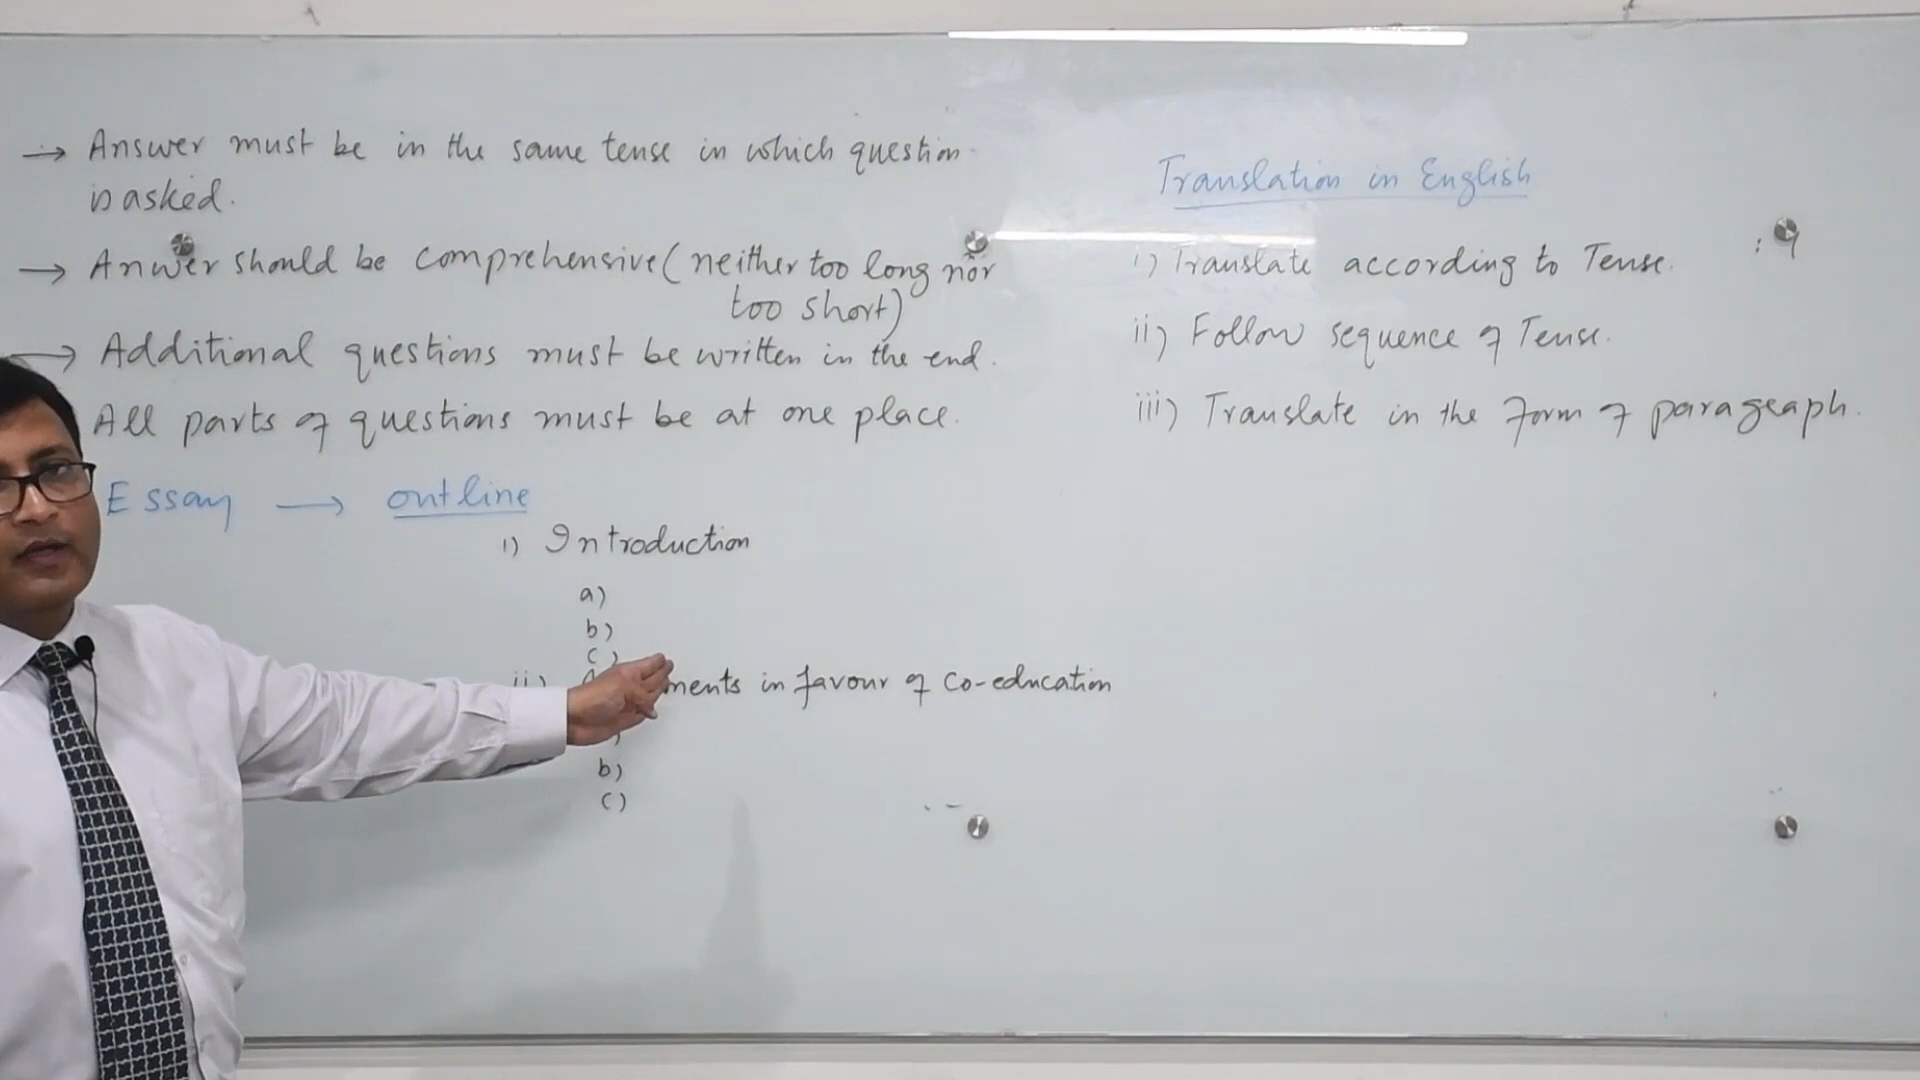 → Answer must be in the same tense in which question
is asked.
→ Anwer should be comprehensive (neither too long nor
too short)
→ Additional questions must be written in the end.
All parts of questions must be at one place.
Essay → outline
i) Introduction
a)
b)
c)
ii) ments in favour of Co-education
b)
c)
Translation in English
i) Translate according to Tense.
ii) Follow sequence of Tense.
iii) Translate in the form of paragraph.